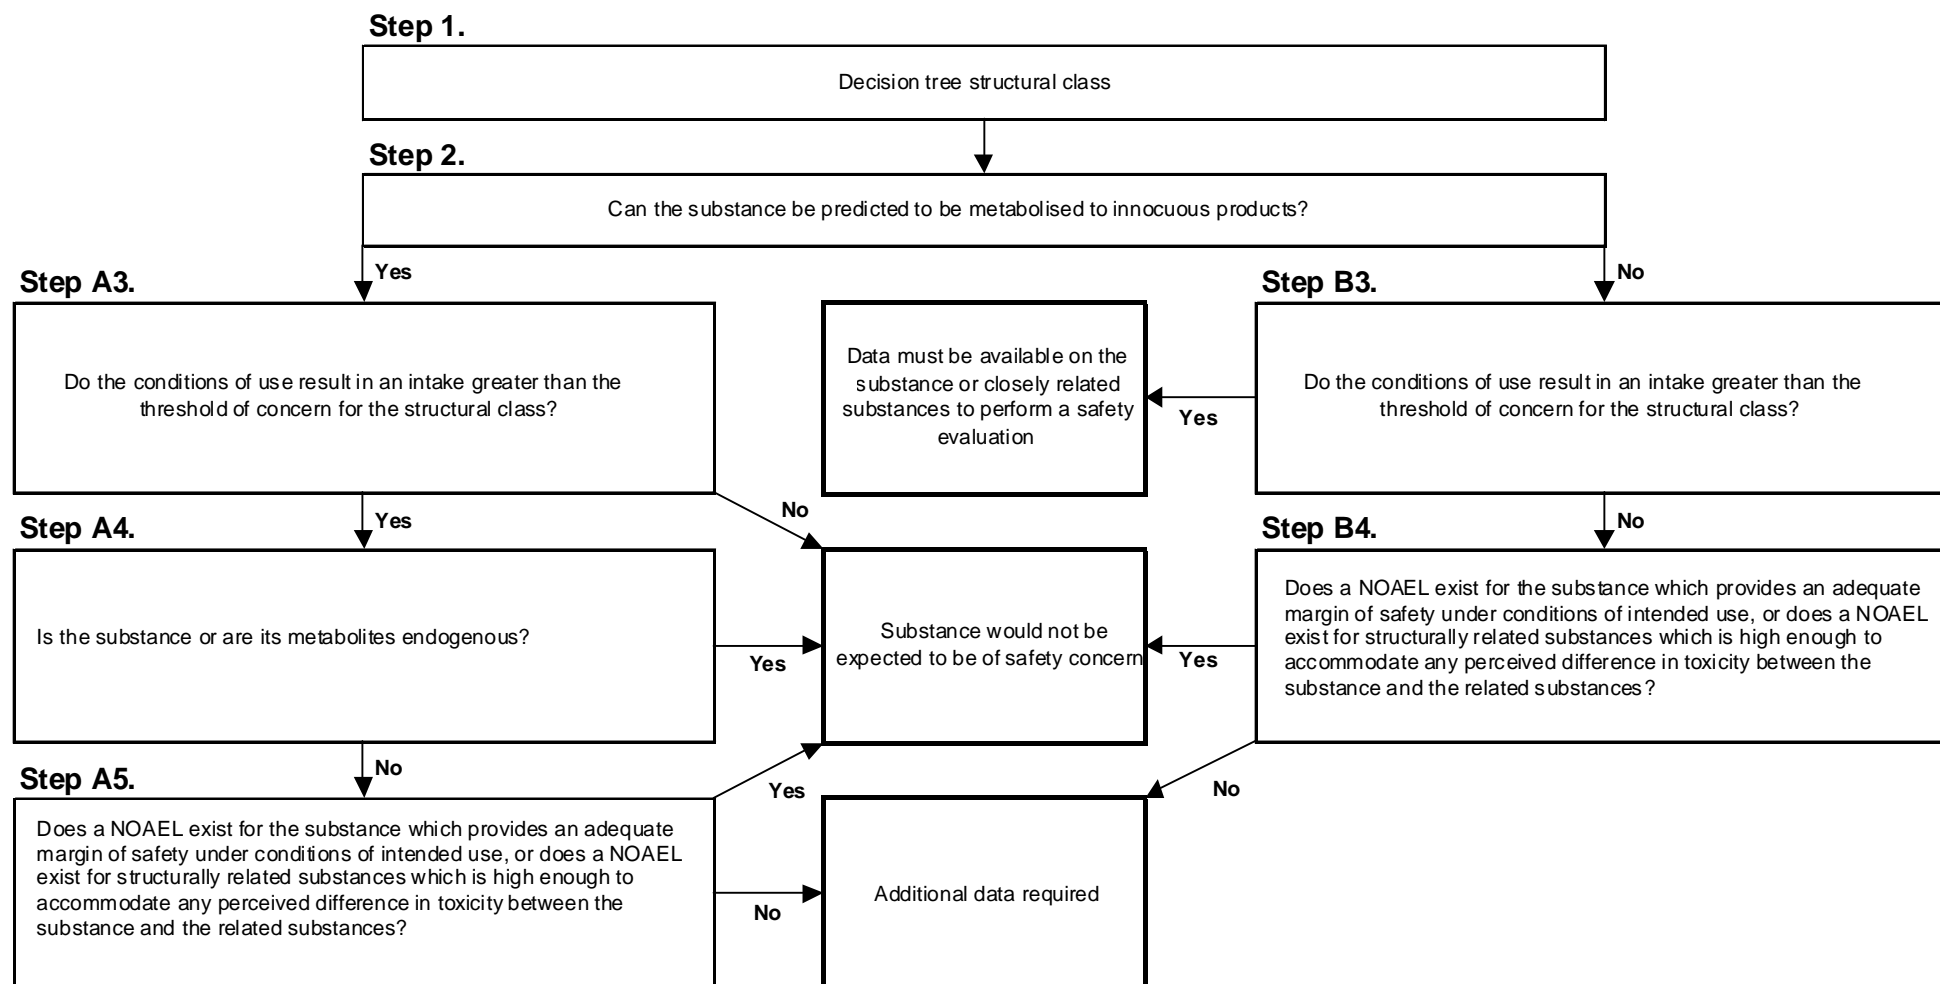 Step 1.
Decision tree structural class
Step 2.
Can the substance be predicted to be metabolised to innocuous products?
Yes
No
Step A3.
Do the conditions of use result in an intake greater than the
threshold of concern for the structural class?
Data must be available on the
substance or closely related
substances to perform a safety
evaluation
Yes
Step B3.
Do the conditions of use result in an intake greater than the
threshold of concern for the structural class?
Yes
No
No
Step A4.
Is the substance or are its metabolites endogenous?
Yes
Substance would not be
expected to be of safety concern
Yes
Step B4.
Does a NOAEL exist for the substance which provides an adequate
margin of safety under conditions of intended use, or does a NOAEL
exist for structurally related substances which is high enough to
accommodate any perceived difference in toxicity between the
substance and the related substances?
No
Yes
No
Step A5.
Does a NOAEL exist for the substance which provides an adequate
margin of safety under conditions of intended use, or does a NOAEL
exist for structurally related substances which is high enough to
accommodate any perceived difference in toxicity between the
substance and the related substances?
No
Additional data required